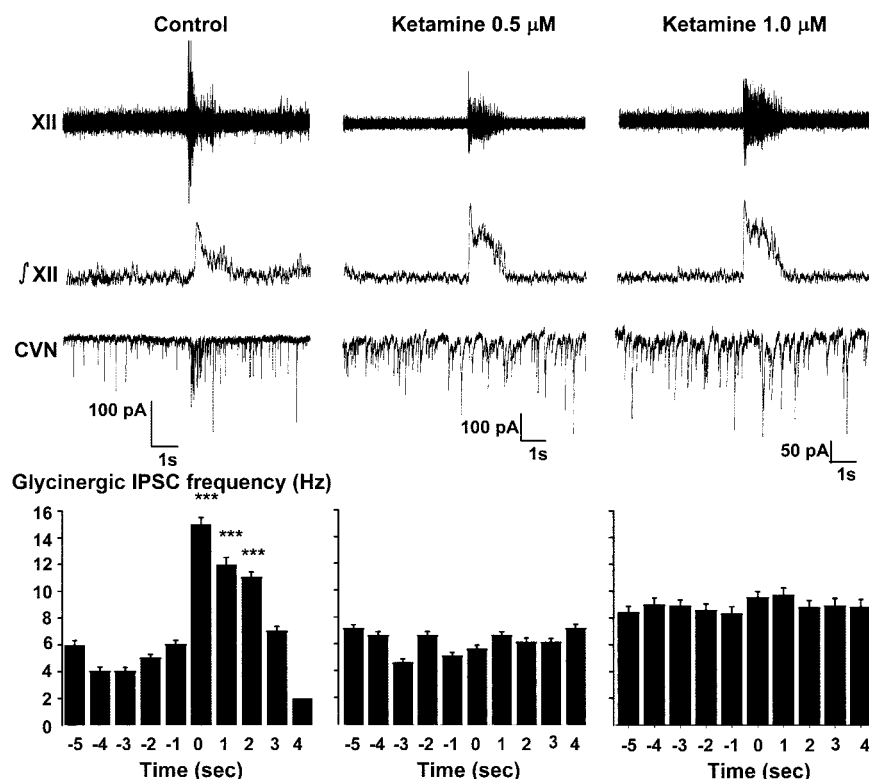 Control Ketamine 0.5 μM Ketamine 1.0 μM
XII
∫ XII
CVN
100 pA
1s
100 pA
1s
50 pA
1s
Glycinergic IPSC frequency (Hz)
*** *** ***
16
14
12
10
8
6
4
2
0
-5 -4 -3 -2 -1 0 1 2 3 4
-5 -4 -3 -2 -1 0 1 2 3 4
-5 -4 -3 -2 -1 0 1 2 3 4
Time (sec) Time (sec) Time (sec)